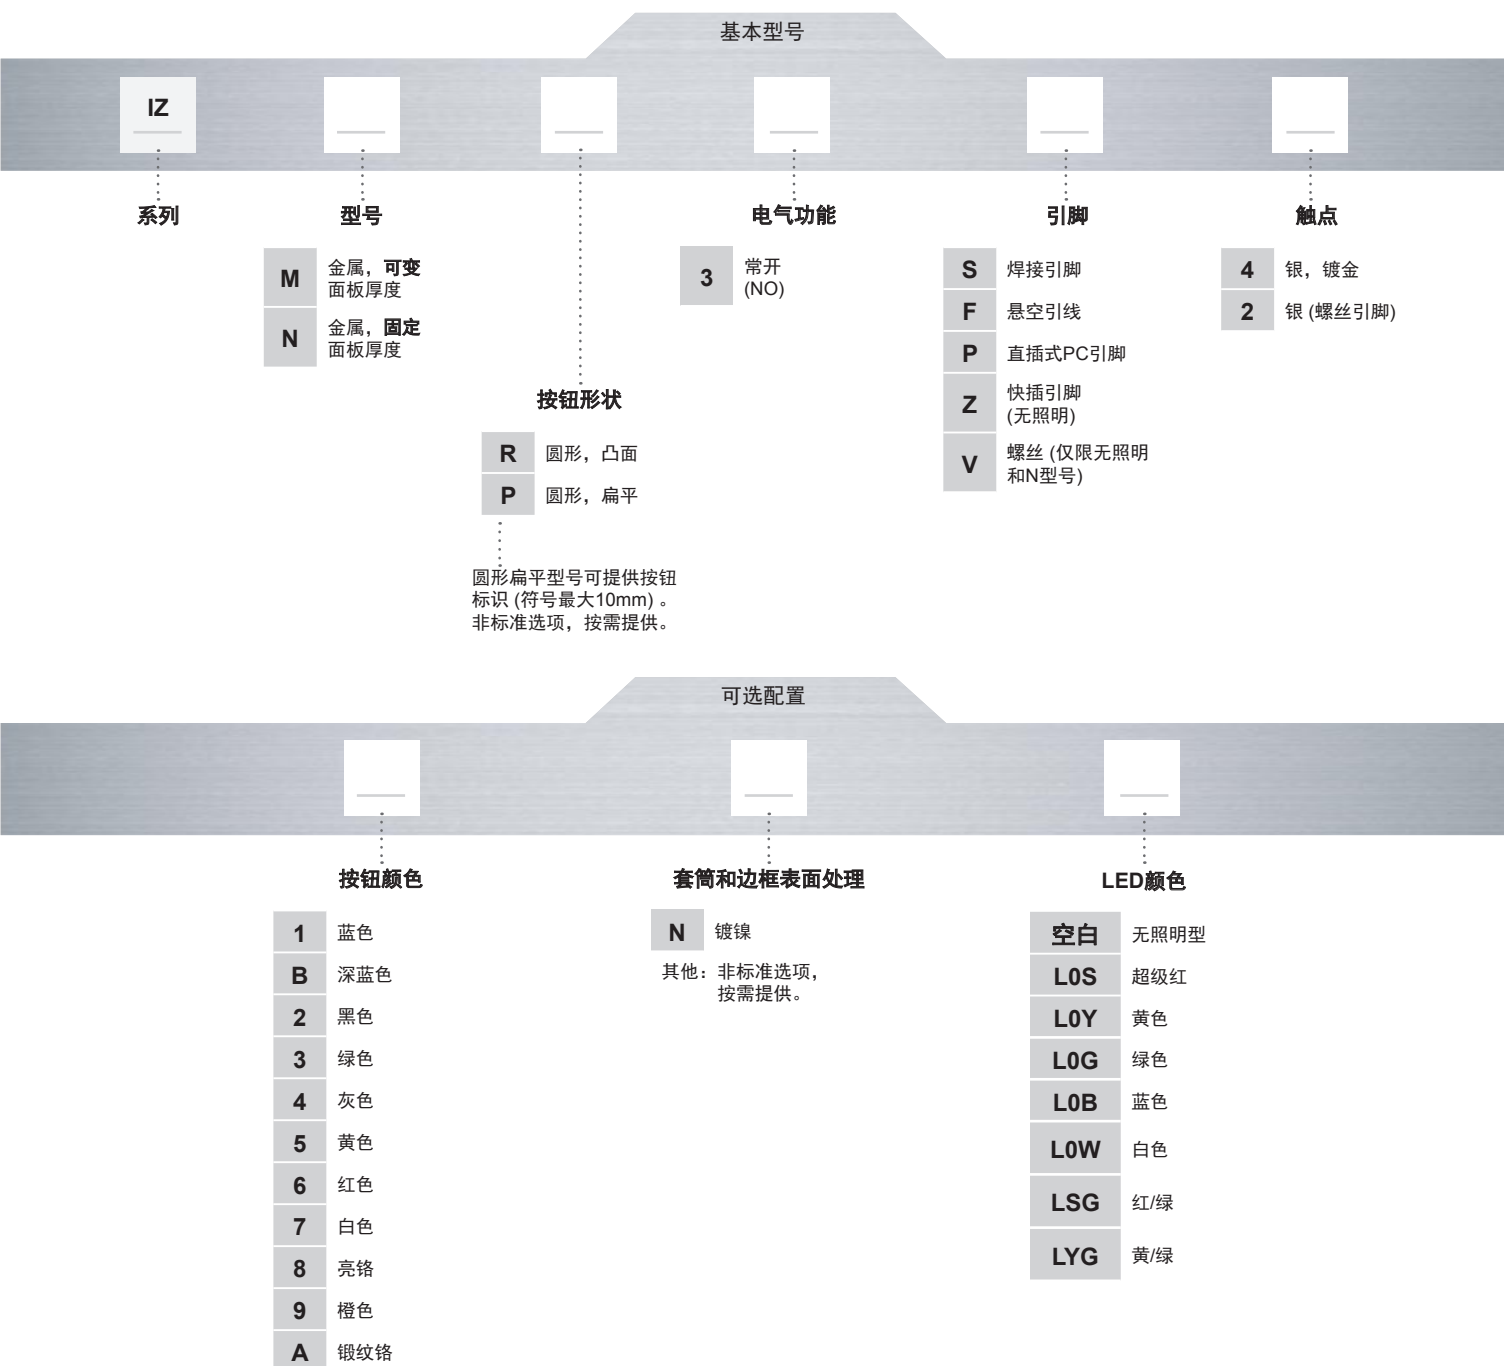 基本型号
IZ
系列
型号
M 金属，可变
面板厚度
N 金属，固定
面板厚度
按钮形状
R 圆形，凸面
P 圆形，扁平
圆形扁平型号可提供按钮
标识 (符号最大10mm) 。
非标准选项，按需提供。
电气功能
3 常开
(NO)
引脚
S 焊接引脚
F 悬空引线
P 直插式PC引脚
Z 快插引脚
(无照明)
V 螺丝 (仅限无照明
和N型号)
触点
4 银，镀金
2 银 (螺丝引脚)
可选配置
按钮颜色
1 蓝色
B 深蓝色
2 黑色
3 绿色
4 灰色
5 黄色
6 红色
7 白色
8 亮铬
9 橙色
A 锻纹铬
套筒和边框表面处理
N 镀镍
其他：非标准选项，
按需提供。
LED颜色
空白 无照明型
L0S 超级红
L0Y 黄色
L0G 绿色
L0B 蓝色
L0W 白色
LSG 红/绿
LYG 黄/绿